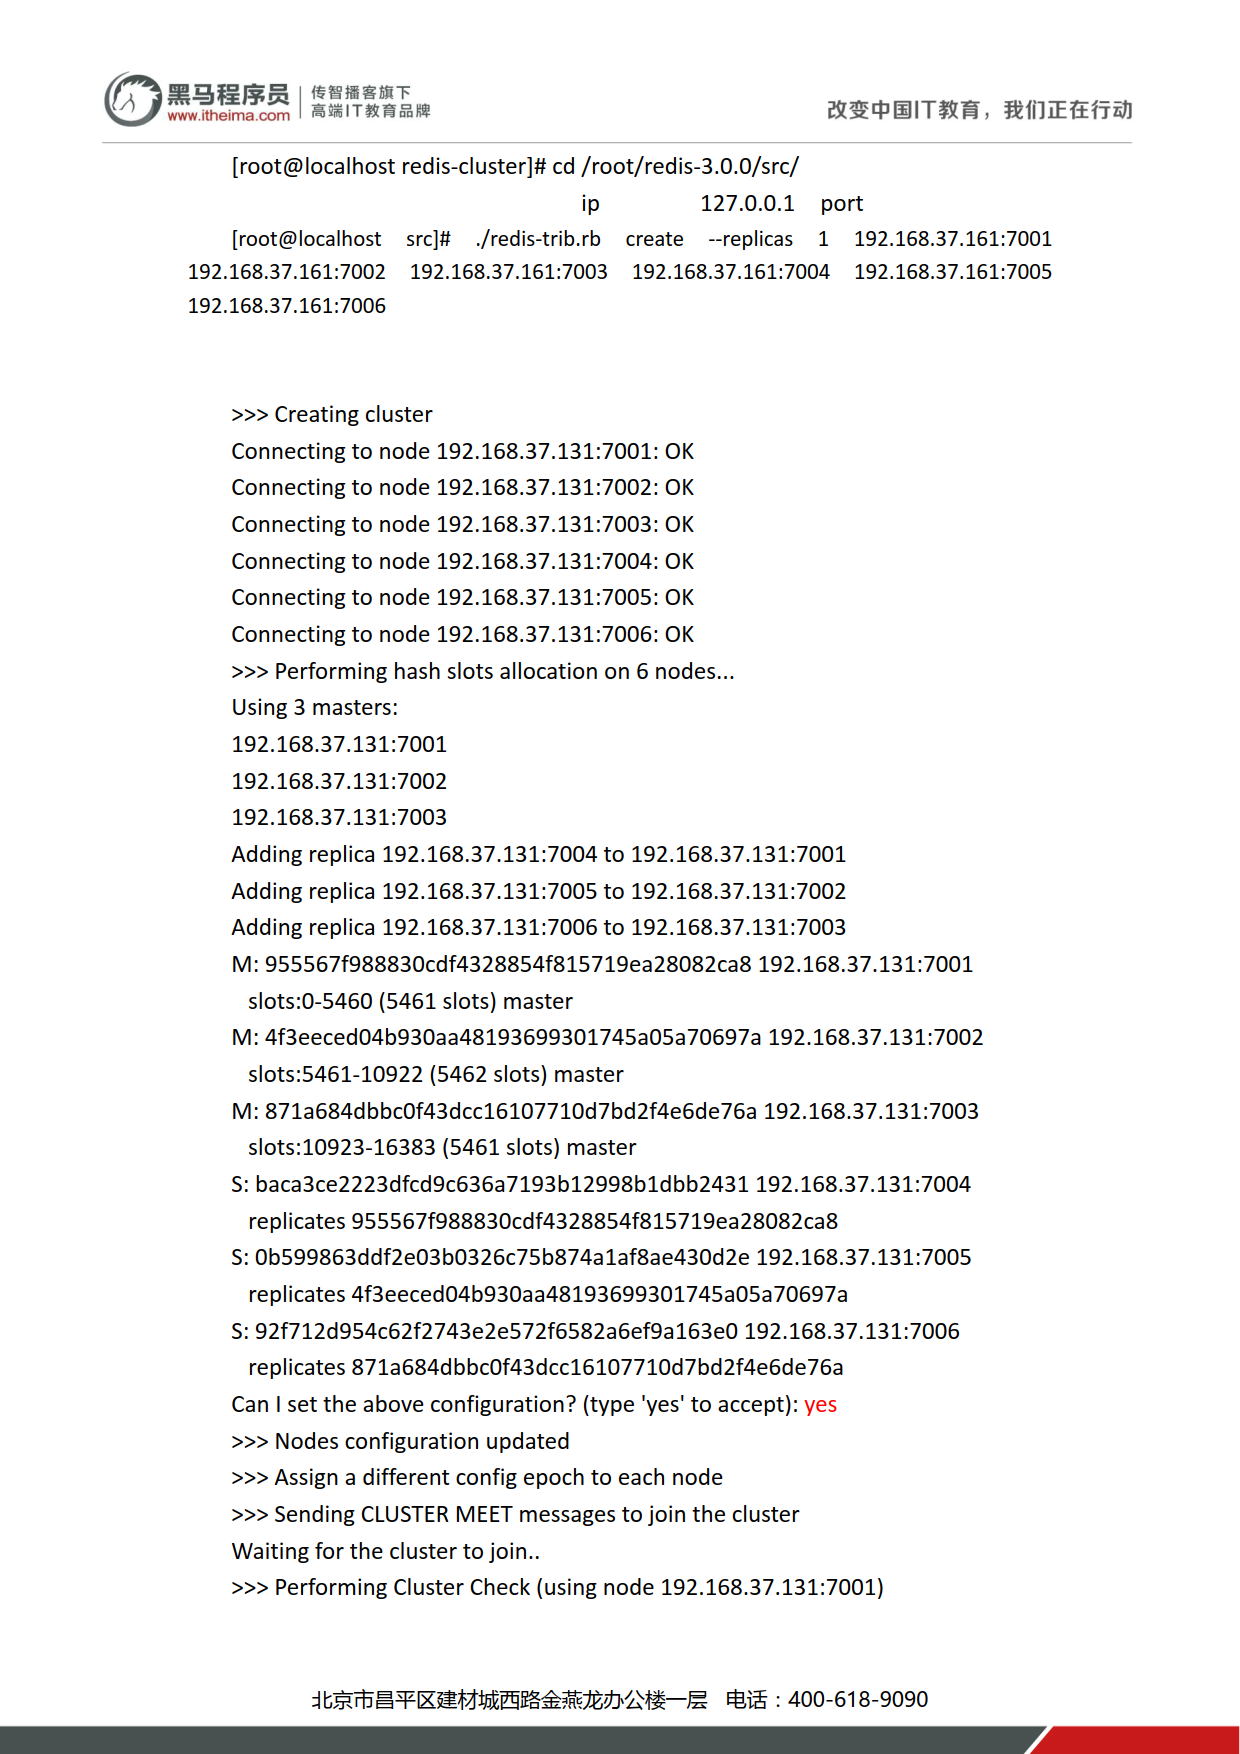 黑马程序员
www.itheima.com
传智播客旗下
高端IT教育品牌
改变中国IT教育，我们正在行动
[root@localhost redis-cluster]# cd /root/redis-3.0.0/src/
ip 127.0.0.1 port
[root@localhost src]# ./redis-trib.rb create --replicas 1 192.168.37.161:7001
192.168.37.161:7002 192.168.37.161:7003 192.168.37.161:7004 192.168.37.161:7005
192.168.37.161:7006
>>> Creating cluster
Connecting to node 192.168.37.131:7001: OK
Connecting to node 192.168.37.131:7002: OK
Connecting to node 192.168.37.131:7003: OK
Connecting to node 192.168.37.131:7004: OK
Connecting to node 192.168.37.131:7005: OK
Connecting to node 192.168.37.131:7006: OK
>>> Performing hash slots allocation on 6 nodes...
Using 3 masters:
192.168.37.131:7001
192.168.37.131:7002
192.168.37.131:7003
Adding replica 192.168.37.131:7004 to 192.168.37.131:7001
Adding replica 192.168.37.131:7005 to 192.168.37.131:7002
Adding replica 192.168.37.131:7006 to 192.168.37.131:7003
M: 955567f988830cdf4328854f815719ea28082ca8 192.168.37.131:7001
slots:0-5460 (5461 slots) master
M: 4f3eeced04b930aa48193699301745a05a70697a 192.168.37.131:7002
slots:5461-10922 (5462 slots) master
M: 871a684dbbc0f43dcc16107710d7bd2f4e6de76a 192.168.37.131:7003
slots:10923-16383 (5461 slots) master
S: baca3ce2223dfcd9c636a7193b12998b1dbb2431 192.168.37.131:7004
replicates 955567f988830cdf4328854f815719ea28082ca8
S: 0b599863ddf2e03b0326c75b874a1af8ae430d2e 192.168.37.131:7005
replicates 4f3eeced04b930aa48193699301745a05a70697a
S: 92f712d954c62f2743e2e572f6582a6ef9a163e0 192.168.37.131:7006
replicates 871a684dbbc0f43dcc16107710d7bd2f4e6de76a
Can I set the above configuration? (type 'yes' to accept): yes
>>> Nodes configuration updated
>>> Assign a different config epoch to each node
>>> Sending CLUSTER MEET messages to join the cluster
Waiting for the cluster to join..
>>> Performing Cluster Check (using node 192.168.37.131:7001)
北京市昌平区建材城西路金燕龙办公楼一层 电话：400-618-9090